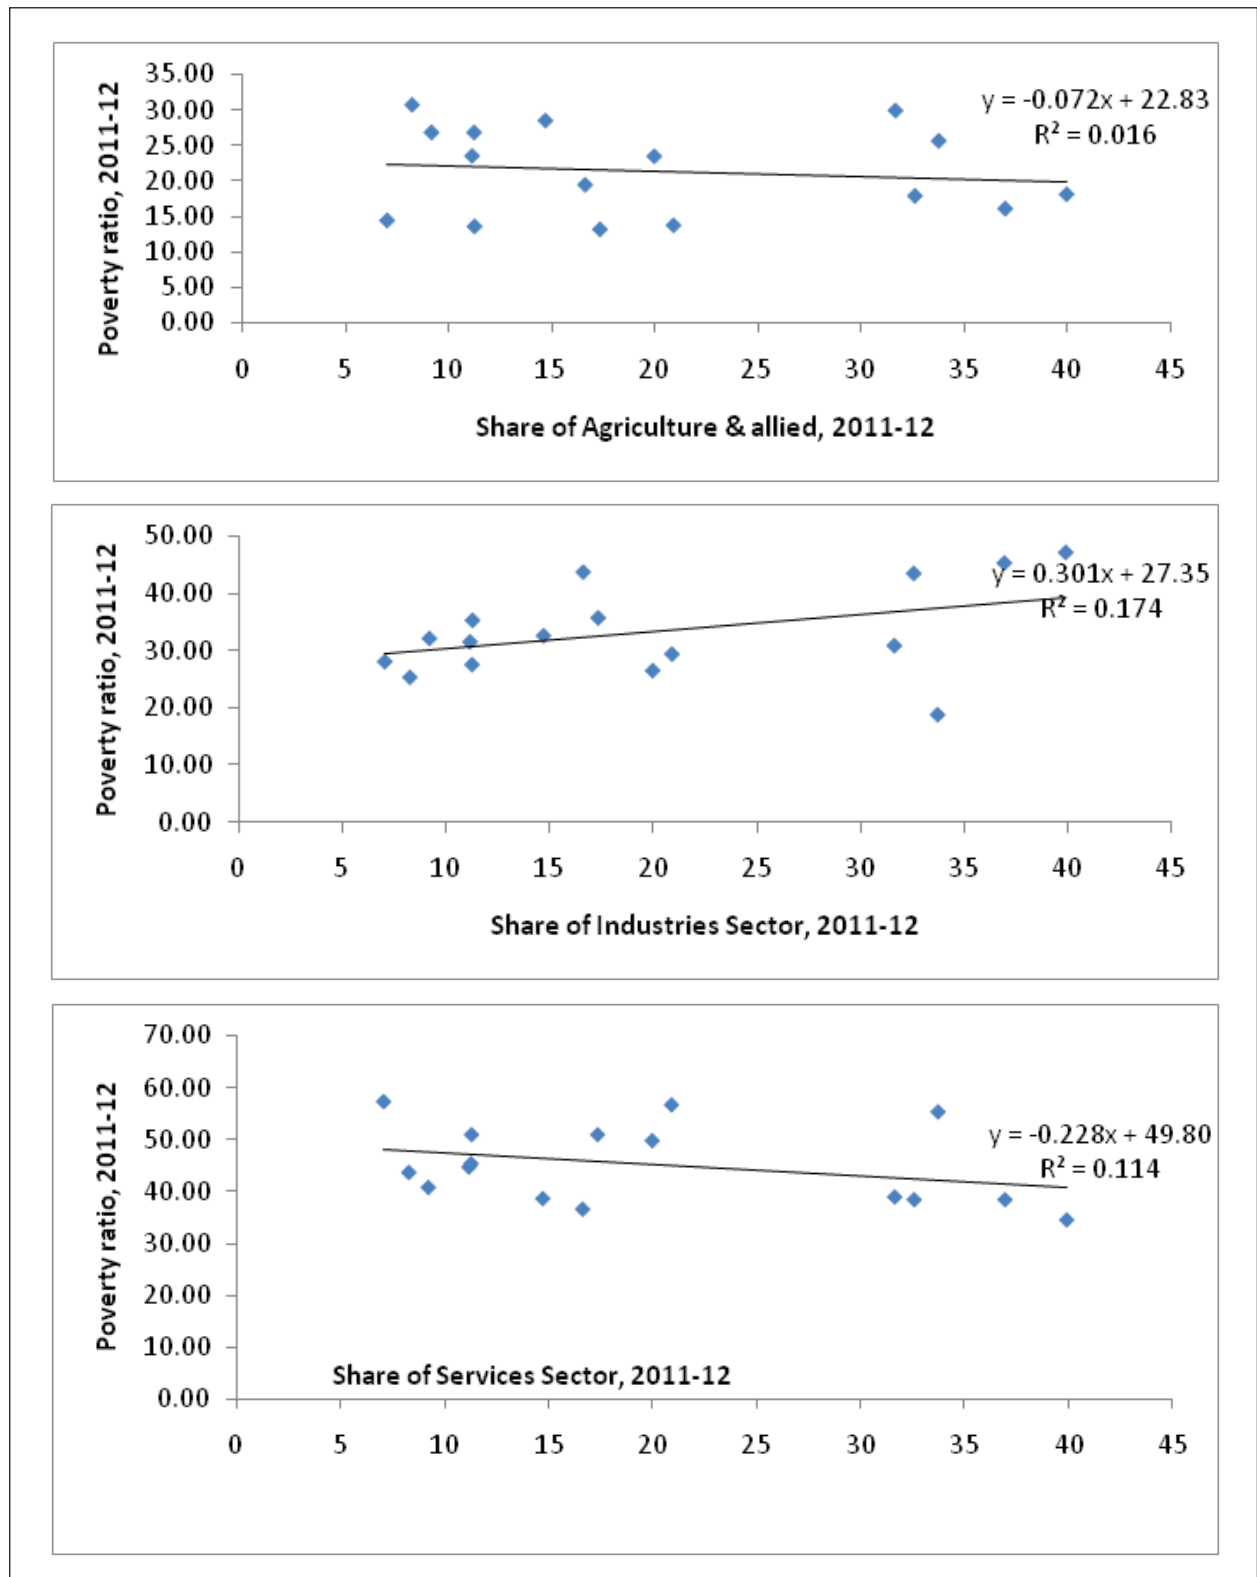 35.00
30.00
25.00
20.00
15.00
10.00
5.00
0.00
Poverty ratio, 2011-12
y = -0.072x + 22.83
R² = 0.016
0 5 10 15 20 25 30 35 40 45
Share of Agriculture & allied, 2011-12
50.00
40.00
30.00
20.00
10.00
0.00
Poverty ratio, 2011-12
y = 0.301x + 27.35
R² = 0.174
0 5 10 15 20 25 30 35 40 45
Share of Industries Sector, 2011-12
70.00
60.00
50.00
40.00
30.00
20.00
10.00
0.00
Poverty ratio, 2011-12
y = -0.228x + 49.80
R² = 0.114
Share of Services Sector, 2011-12
0 5 10 15 20 25 30 35 40 45